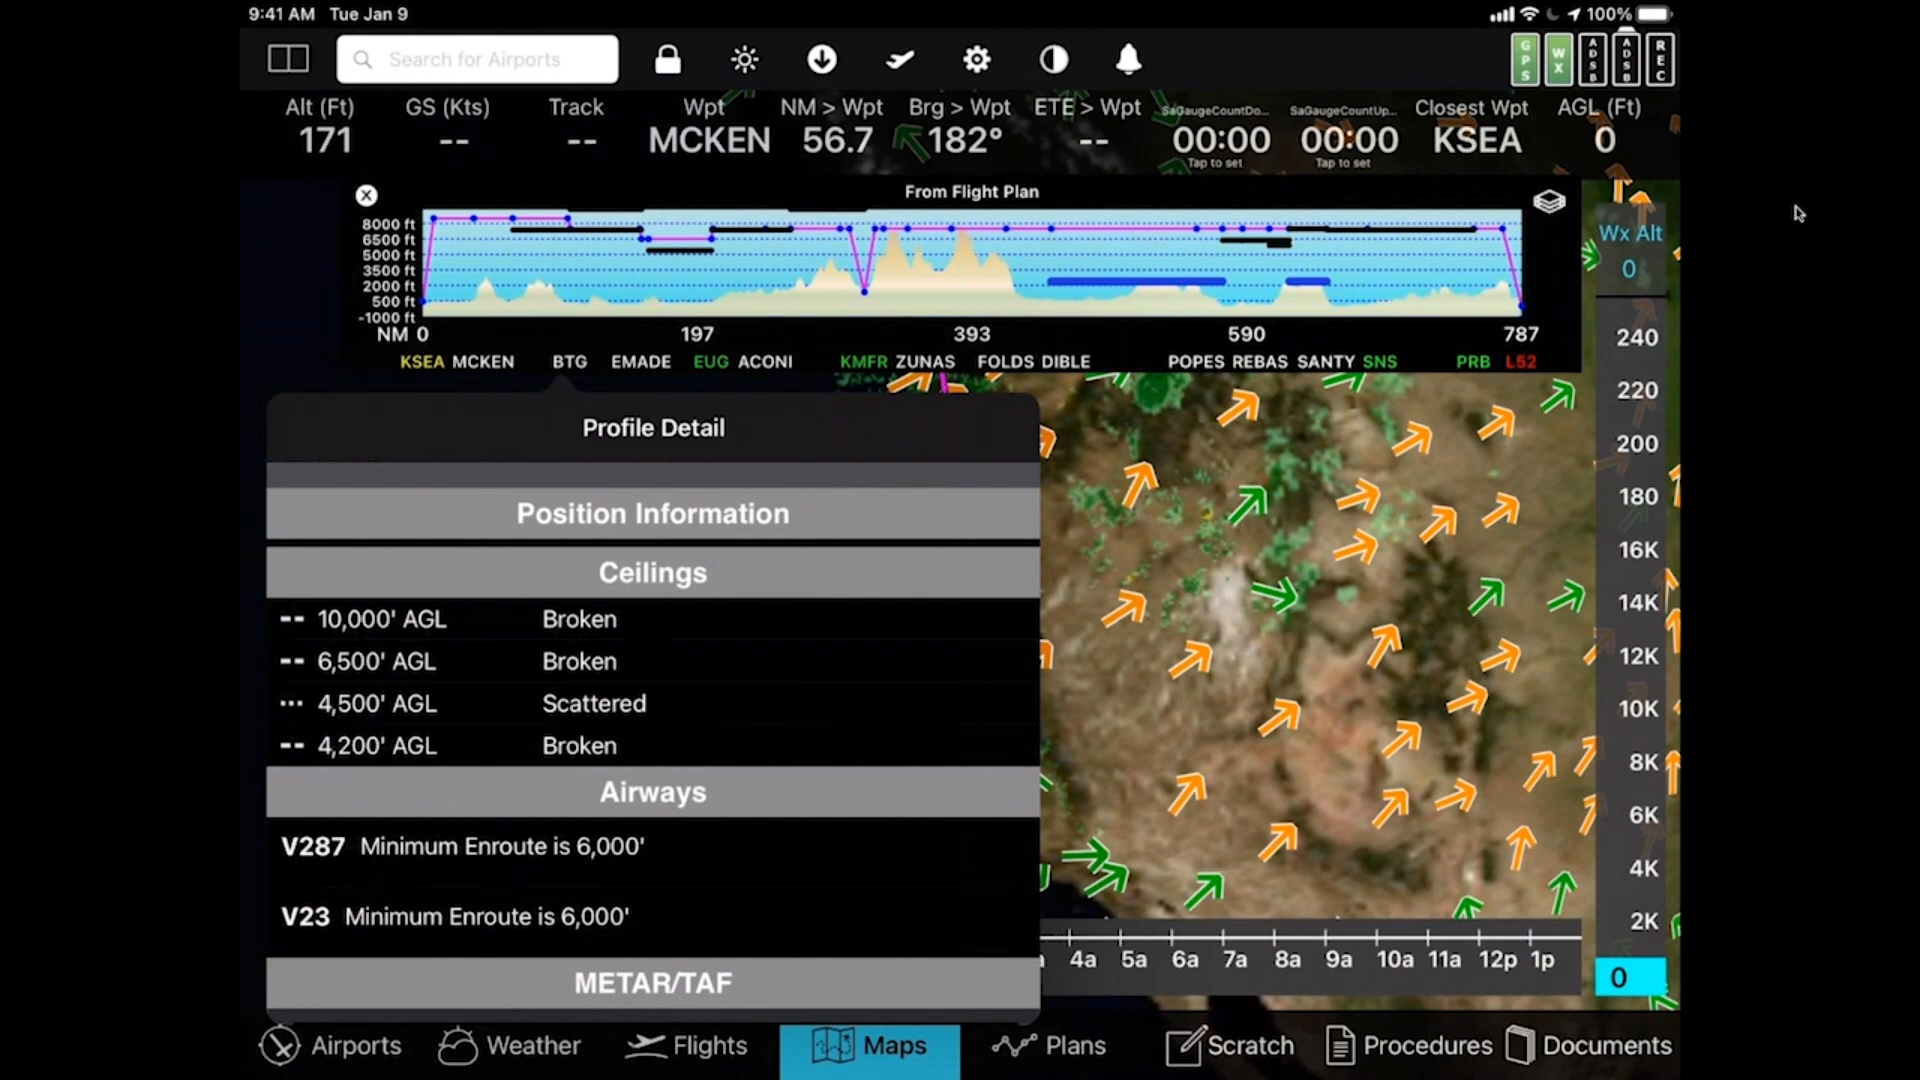 9:41 AM Tue Jan 9
100%
Search for Airports
GPS
WX
ADSB
ADSB
REC
Alt (Ft) GS (Kts) Track Wpt NM > Wpt Brg > Wpt ETE > Wpt SaGaugeCountDo... SaGaugeCountUp... Closest Wpt AGL (Ft)
171 -- -- MCKEN 56.7 182° -- 00:00 00:00 KSEA 0
Tap to set Tap to set
From Flight Plan
8000 ft
6500 ft
5000 ft
3500 ft
2000 ft
500 ft
-1000 ft
NM 0 197 393 590 787
KSEA MCKEN BTG EMADE EUG ACONI KMFR ZUNAS FOLDS DIBLE POPES REBAS SANTY SNS PRB L52
Wx Alt
0
240
220
200
180
16K
14K
12K
10K
8K
6K
4K
2K
0
Profile Detail
Position Information
Ceilings
-- 10,000' AGL Broken
-- 6,500' AGL Broken
··· 4,500' AGL Scattered
-- 4,200' AGL Broken
Airways
V287 Minimum Enroute is 6,000'
V23 Minimum Enroute is 6,000'
METAR/TAF
4a 5a 6a 7a 8a 9a 10a 11a 12p 1p
Airports Weather Flights Maps Plans Scratch Procedures Documents